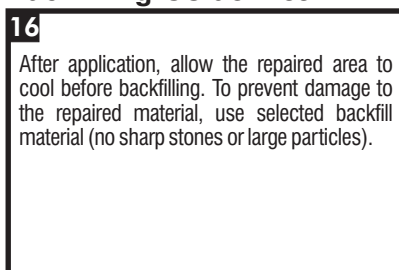 16
After application, allow the repaired area to
cool before backfilling. To prevent damage to
the repaired material, use selected backfill
material (no sharp stones or large particles).